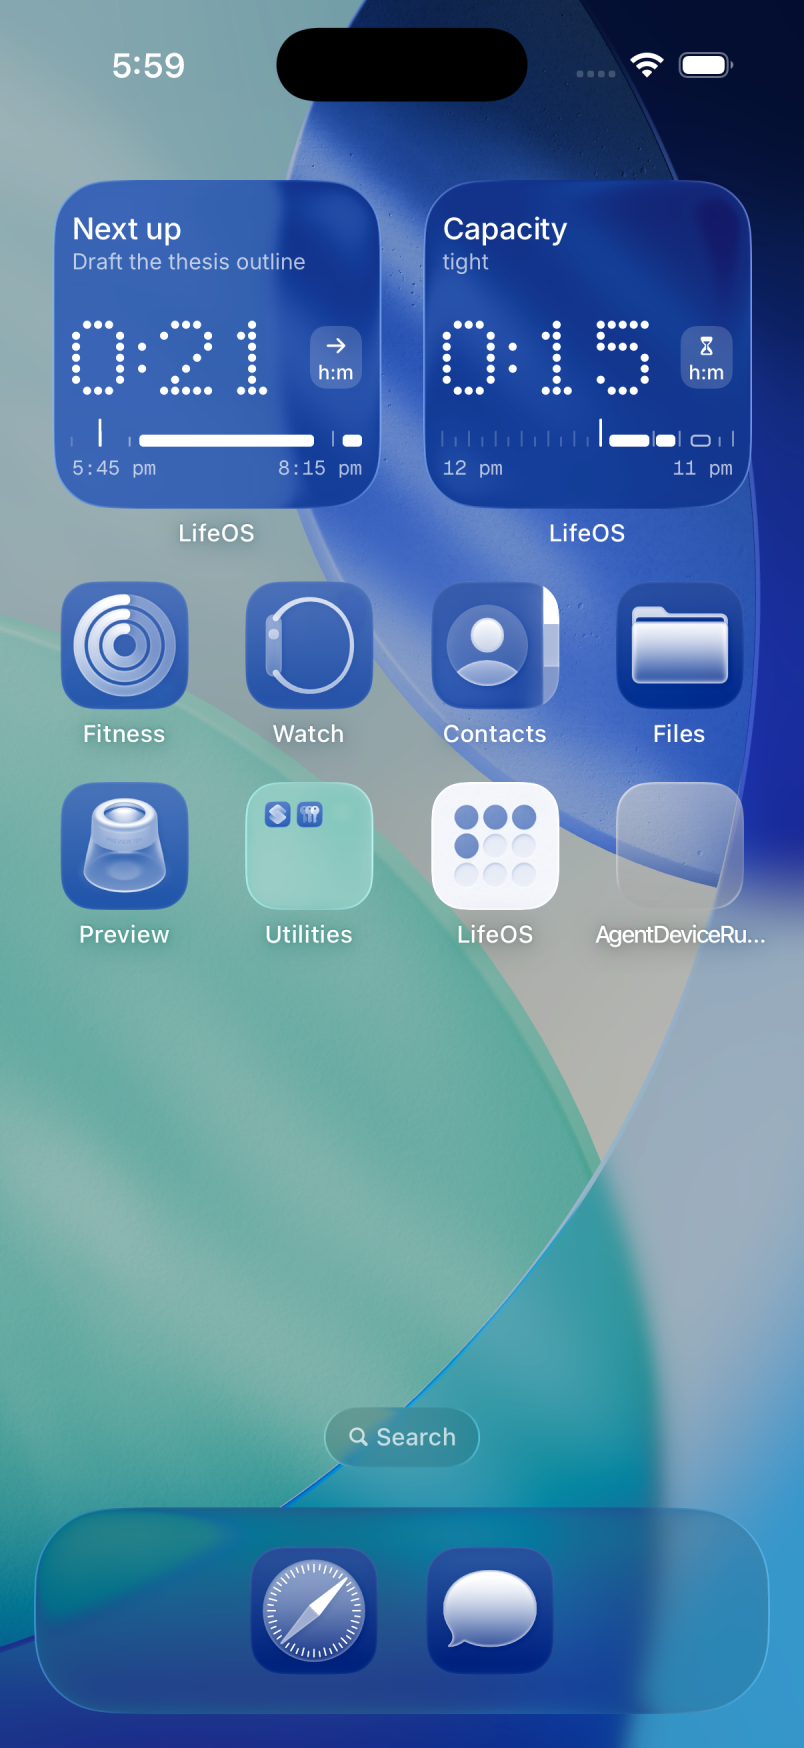 5:59
Next up
Draft the thesis outline
0:21
h:m
5:45 pm
8:15 pm
LifeOS
Capacity
tight
0:15
h:m
12 pm
11 pm
LifeOS
Fitness
Watch
Contacts
Files
Preview
Utilities
LifeOS
AgentDeviceRu...
Search